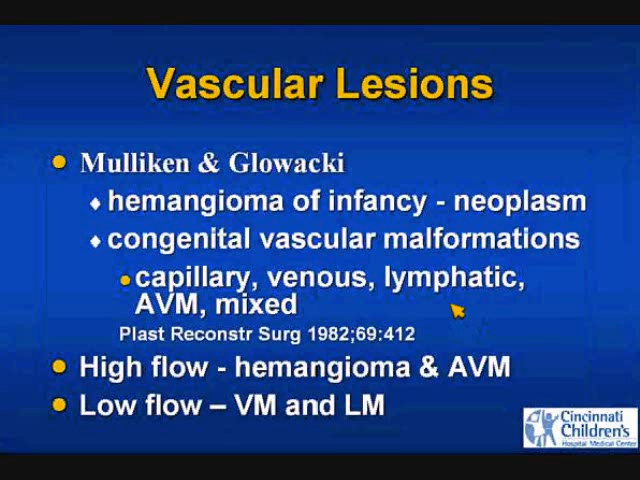 Vascular Lesions
Mulliken & Glowacki
hemangioma of infancy - neoplasm
congenital vascular malformations
capillary, venous, lymphatic,
AVM, mixed
Plast Reconstr Surg 1982;69:412
High flow - hemangioma & AVM
Low flow – VM and LM
Cincinnati
Children's
Hospital Medical Center